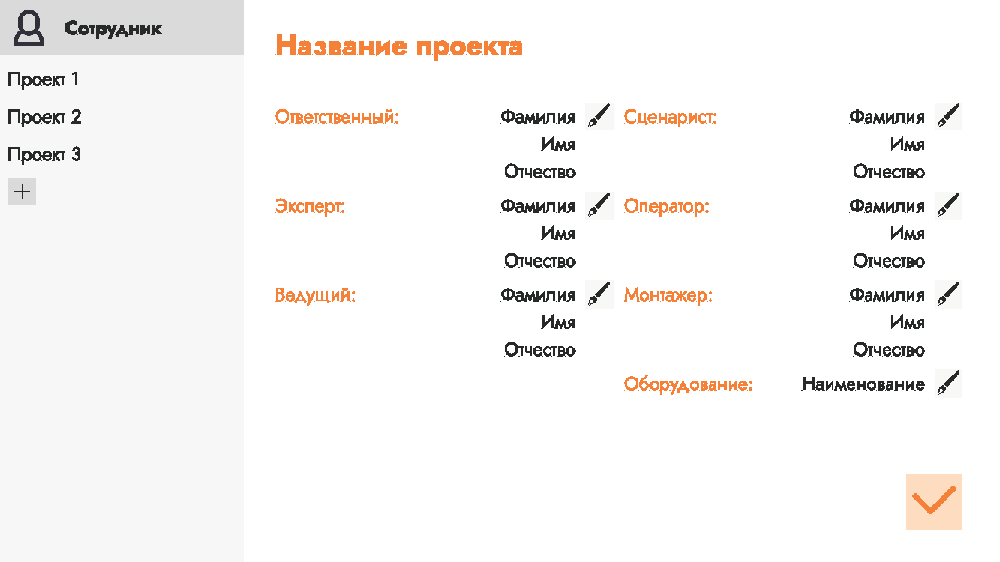 Сотрудник
Проект 1
Проект 2
Проект 3
Название проекта
Ответственный:
Фамилия
Имя
Отчество
Эксперт:
Фамилия
Имя
Отчество
Ведущий:
Фамилия
Имя
Отчество
Сценарист:
Фамилия
Имя
Отчество
Оператор:
Фамилия
Имя
Отчество
Монтажер:
Фамилия
Имя
Отчество
Оборудование:
Наименование